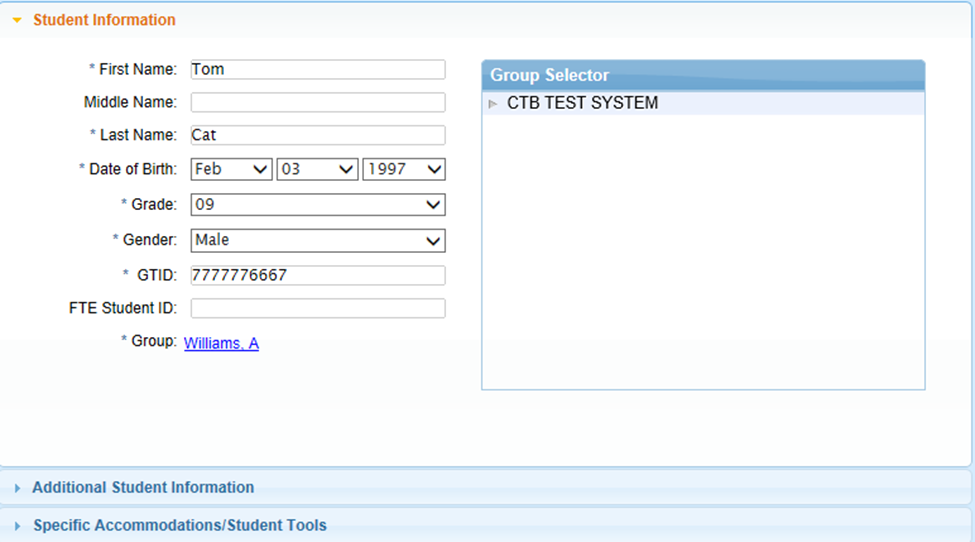 Student Information
* First Name: Tom
Middle Name:
* Last Name: Cat
* Date of Birth: Feb 03 1997
* Grade: 09
* Gender: Male
* GTID: 7777776667
FTE Student ID:
* Group: Williams, A
Group Selector
CTB TEST SYSTEM
Additional Student Information
Specific Accommodations/Student Tools